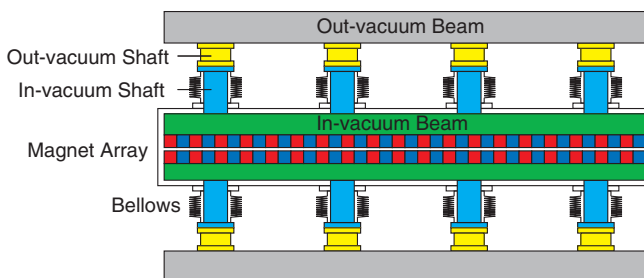 Out-vacuum Beam
Out-vacuum Shaft
In-vacuum Shaft
In-vacuum Beam
Magnet Array
Bellows